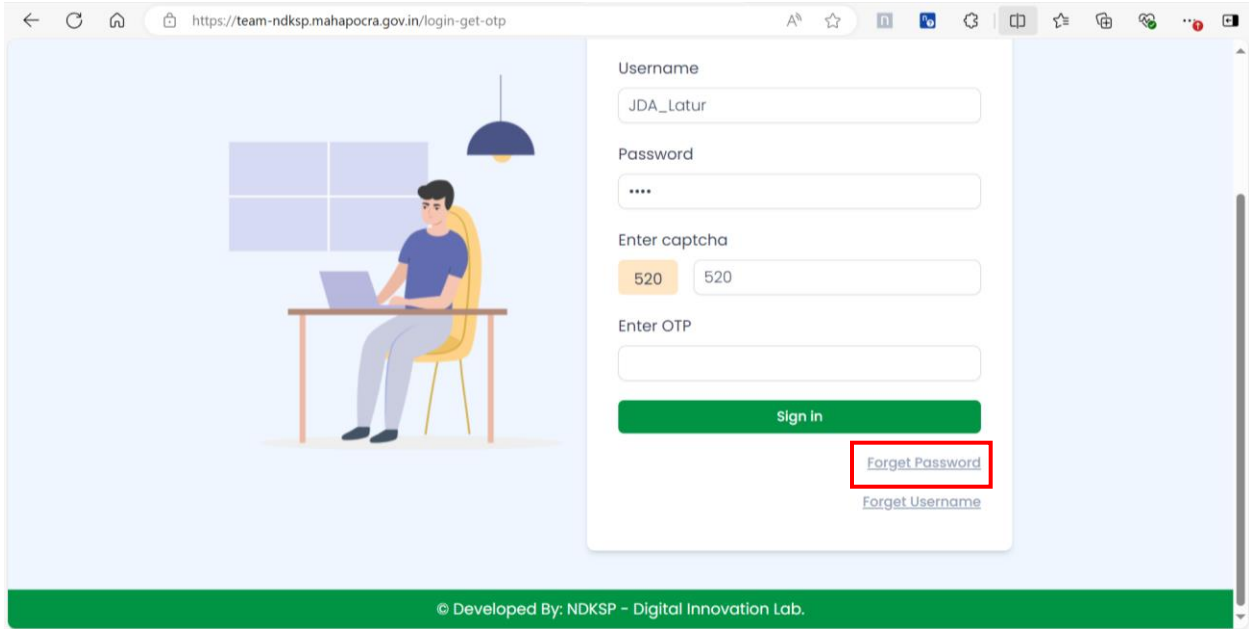 https://team-ndksp.mahapocra.gov.in/login-get-otp
Username
JDA_Latur
Password
••••
Enter captcha
520 520
Enter OTP
Sign in
Forget Password
Forget Username
© Developed By: NDKSP - Digital Innovation Lab.